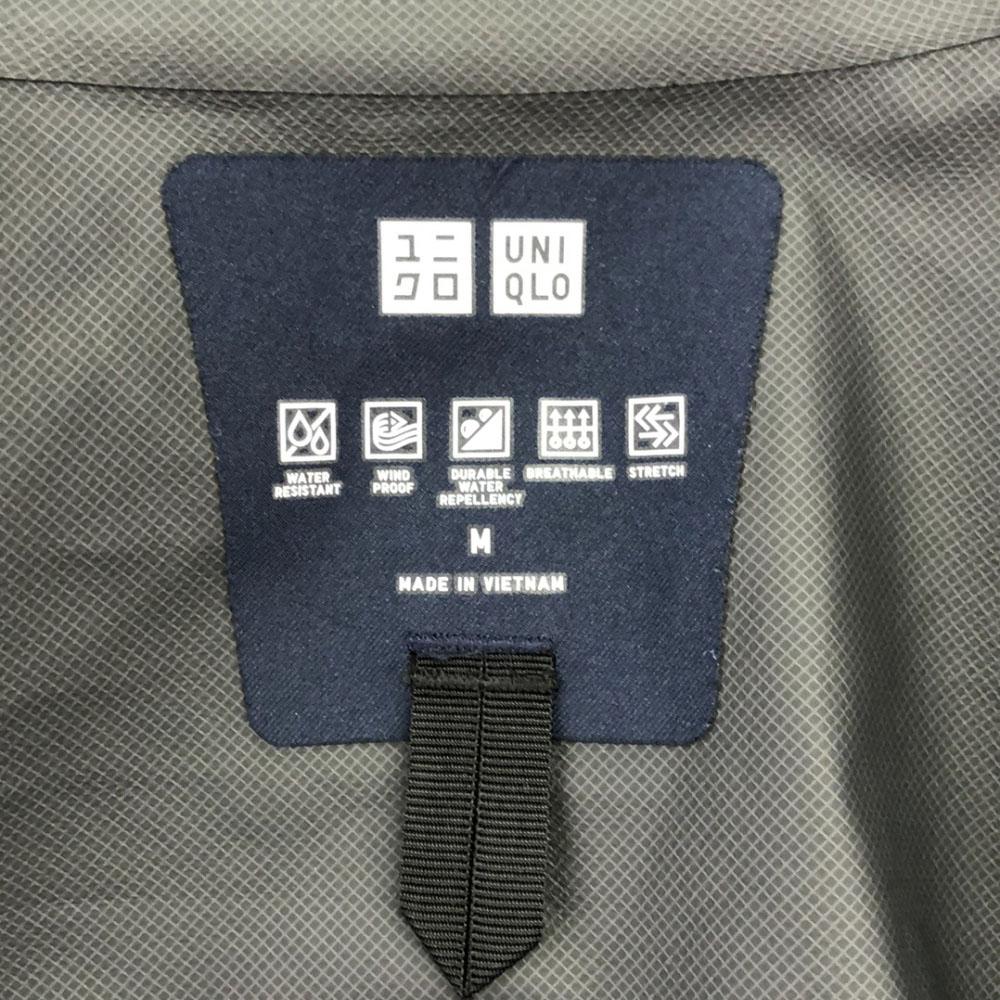 ユニ
クロ
UNI
QLO
WATER
RESISTANT
WIND
PROOF
DURABLE
WATER
REPELLENCY
BREATHABLE
STRETCH
M
MADE IN VIETNAM